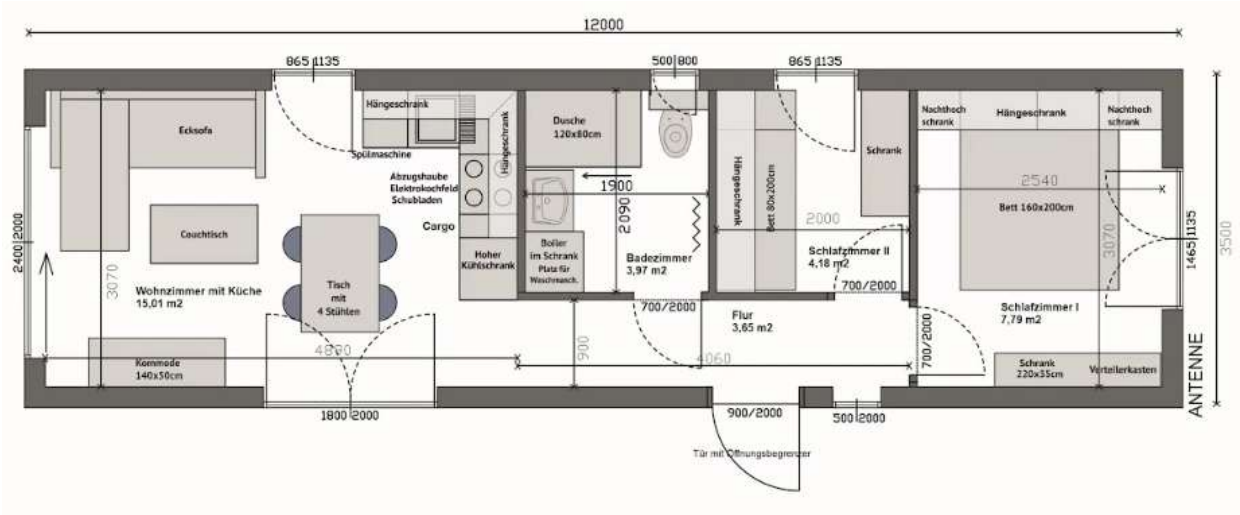 12000
865 1135
500 800
865 1135
Hängeschrank
Ecksofa
Spülmaschine
Hängeschrank
Abzugshaube
Elektrokochfeld
Schubladen
Cargo
Dusche
120x80cm
1900
2090
Hängeschrank
Bett 80x200cm
Schrank
2000
Nachthoch
schrank
Hängeschrank
Nachthoch
schrank
2540
Bett 160x200cm
3070
1465 1135
3500
2400 2000
Couchtisch
3070
Wohnzimmer mit Küche
15,01 m2
Tisch
mit
4 Stühlen
Hoher
Kühlschrank
Boiler
im Schrank
Platz für
Waschmasch.
Badezimmer
3,97 m2
Schlafzimmer II
4,18 m2
700/2000
700/2000
Flur
3,65 m2
Schlafzimmer I
7,79 m2
700/2000
900
4060
Kommode
140x50cm
Schrank
220x35cm
Verteilerkasten
ANTENNE
1800 2000
900/2000
500 2000
Tür mit Öffnungsbegrenzer